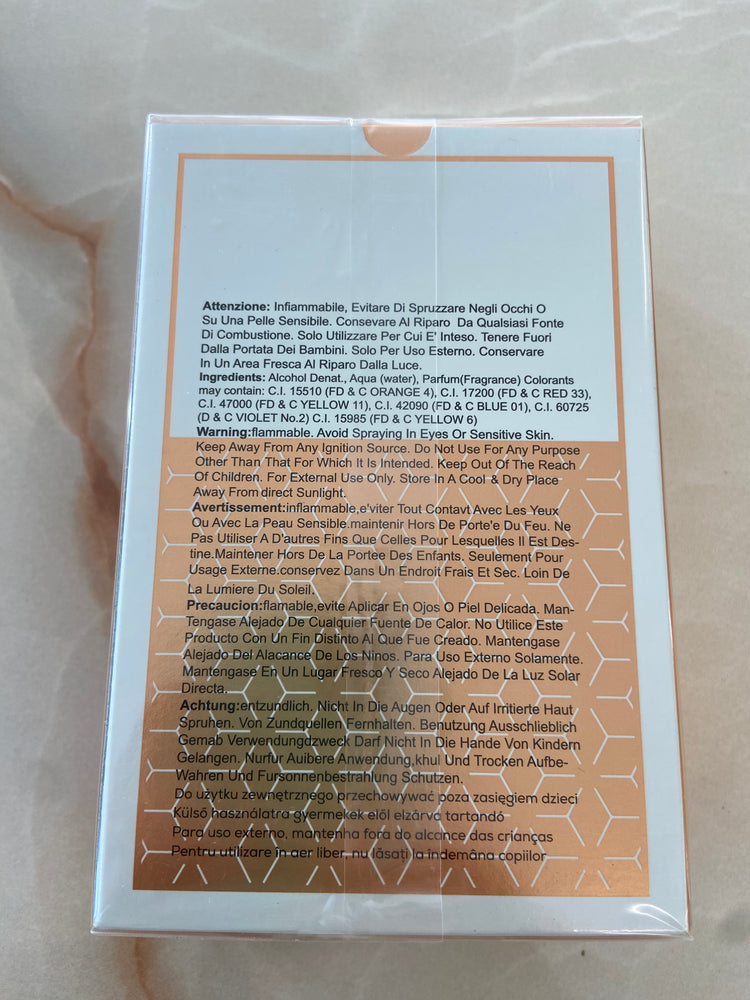 Attenzione: Infiammabile, Evitare Di Spruzzare Negli Occhi O
Su Una Pelle Sensibile. Consevare Al Riparo Da Qualsiasi Fonte
Di Combustione. Solo Utilizzare Per Cui E' Inteso. Tenere Fuori
Dalla Portata Dei Bambini. Solo Per Uso Esterno. Conservare
In Un Area Fresca Al Riparo Dalla Luce.
Ingredients: Alcohol Denat., Aqua (water), Parfum(Fragrance) Colorants
may contain: C.I. 15510 (FD & C ORANGE 4), C.I. 17200 (FD & C RED 33),
C.I. 47000 (FD & C YELLOW 11), C.I. 42090 (FD & C BLUE 01), C.I. 60725
(D & C VIOLET No.2) C.I. 15985 (FD & C YELLOW 6)
Warning:flammable. Avoid Spraying In Eyes Or Sensitive Skin.
Keep Away From Any Ignition Source. Do Not Use For Any Purpose
Other Than That For Which It Is Intended. Keep Out Of The Reach
Of Children. For External Use Only. Store In A Cool & Dry Place
Away From direct Sunlight.
Avertissement:inflammable,e'viter Tout Contavt Avec Les Yeux
Ou Avec La Peau Sensible.maintenir Hors De Porte'e Du Feu. Ne
Pas Utiliser A D'autres Fins Que Celles Pour Lesquelles Il Est Des-
tine.Maintener Hors De La Portee Des Enfants. Seulement Pour
Usage Externe.conservez Dans Un Endroit Frais Et Sec. Loin De
La Lumiere Du Soleil.
Precaucion:flamable,evite Aplicar En Ojos O Piel Delicada. Man-
Tengase Alejado De Cualquier Fuente De Calor. No Utilice Este
Producto Con Un Fin Distinto Al Que Fue Creado. Mantengase
Alejado Del Alacance De Los Ninos. Para Uso Externo Solamente.
Mantengase En Un Lugar Fresco Y Seco Alejado De La Luz Solar
Directa.
Achtung:entzundlich. Nicht In Die Augen Oder Auf Irritierte Haut
Spruhen. Von Zundquellen Fernhalten. Benutzung Ausschlieblich
Gemab Verwendungdzweck Darf Nicht In Die Hande Von Kindern
Gelangen. Nurfur Auibere Anwendung,khul Und Trocken Aufbe-
Wahren Und Fursonnenbestrahlung Schutzen.
Do użytku zewnętrznego przechowywać poza zasięgiem dzieci
Külső használatra gyermekek elől elzárva tartandó
Para uso externo, mantenha fora do alcance das crianças
Pentru utilizare în aer liber, nu lăsați la îndemâna copiilor